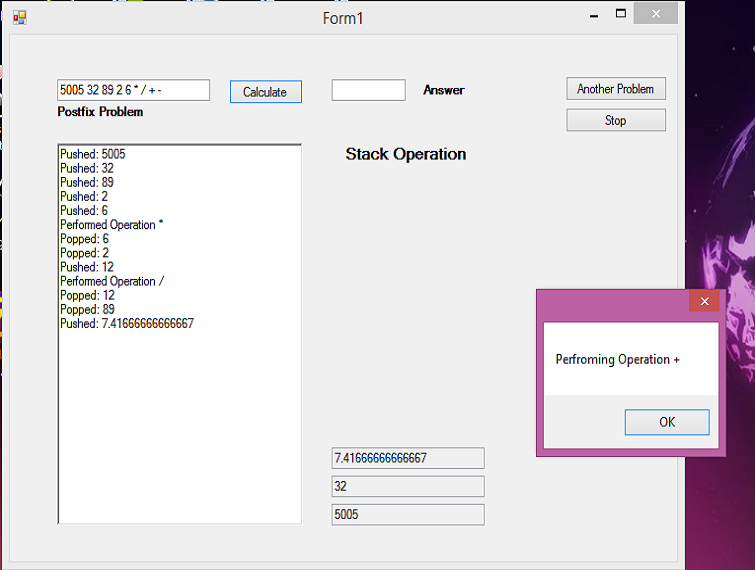 Form1
5005 32 89 2 6 * / + -
Calculate
Answer
Another Problem
Postfix Problem
Stop
Stack Operation
Pushed: 5005
Pushed: 32
Pushed: 89
Pushed: 2
Pushed: 6
Performed Operation *
Popped: 6
Popped: 2
Pushed: 12
Performed Operation /
Popped: 12
Popped: 89
Pushed: 7.41666666666667
Perfroming Operation +
OK
7.41666666666667
32
5005